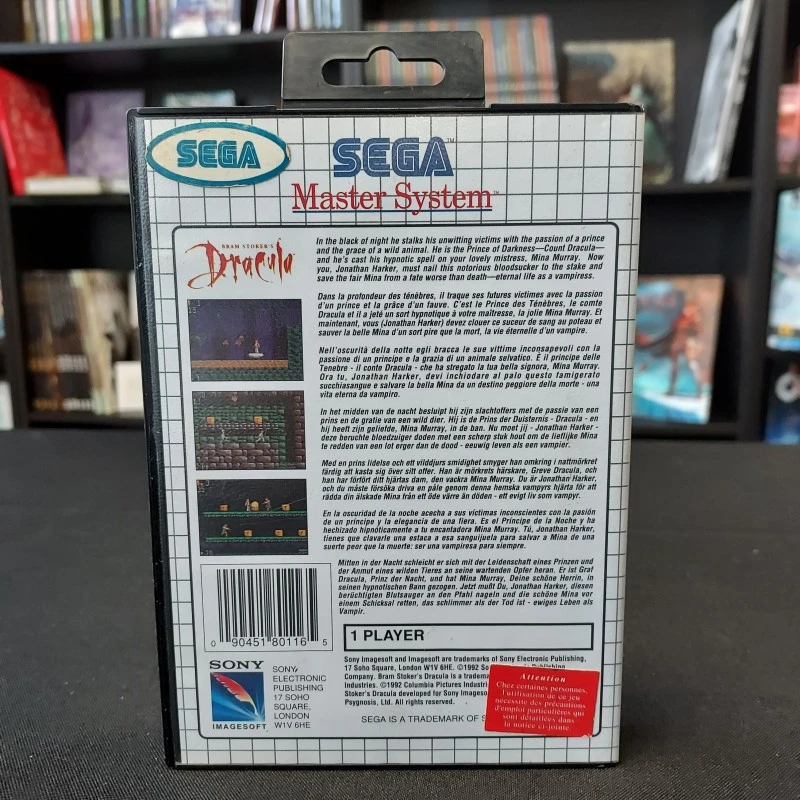 SEGA
SEGA™
Master System™
BRAM STOKER'S
Dracula
In the black of night he stalks his unwitting victims with the passion of a prince
and the grace of a wild animal. He is the Prince of Darkness—Count Dracula—
and he's cast his hypnotic spell on your lovely mistress, Mina Murray. Now
you, Jonathan Harker, must nail this notorious bloodsucker to the stake and
save the fair Mina from a fate worse than death—eternal life as a vampiress.
Dans la profondeur des ténèbres, il traque ses futures victimes avec la passion
d'un prince et la grâce d'un fauve. C'est le Prince des Ténèbres, le comte
Dracula et il a jeté un sort hypnotique à votre maîtresse, la jolie Mina Murray. Et
maintenant, vous (Jonathan Harker) devez clouer ce suceur de sang au poteau et
sauver la belle Mina d'un sort pire que la mort, la vie éternelle d'un vampire.
Nell'oscurità della notte egli bracca le sue vittime inconsapevoli con la
passione di un principe e la grazia di un animale selvatico. È il principe delle
Tenebre - il conte Dracula - che ha stregato la tua bella signora, Mina Murray.
Ora tu, Jonathan Harker, devi inchiodare al palo questo famigerato
succhiasangue e salvare la bella Mina da un destino peggiore della morte - una
vita eterna da vampiro.
In het midden van de nacht besluipt hij zijn slachtoffers met de passie van een
prins en de gratie van een wild dier. Hij is de Prins der Duisternis - Dracula - en
hij heeft zijn geliefde, Mina Murray, in de ban. Nu moet jij - Jonathan Harker -
deze beruchte bloedzuiger doden met een scherp stuk hout om de lieflijke Mina
te redden van een lot erger dan de dood - eeuwig leven als een vampier.
Med en prins lidelse och ett vilddjurs smidighet smyger han omkring i nattmörkret
färdig att kasta sig över sitt offer. Han är mörkrets härskare, Greve Dracula, och
han har förfört ditt hjärtas dam, den vackra Mina Murray. Du är Jonathan Harker,
och du måste försöka driva en påle genom denna hemska vampyrs hjärta för att
rädda din älskade Mina från ett öde värre än döden - ett evigt liv som vampyr.
En la oscuridad de la noche acecha a sus víctimas inconscientes con la pasión
de un príncipe y la elegancia de una fiera. Es el Príncipe de la Noche y ha
hechizado hipnóticamente a tu encantadora Mina Murray. Tú, Jonathan Harker,
tienes que clavarle una estaca a esa sanguijuela para salvar a Mina de una
suerte peor que la muerte: ser una vampiresa para siempre.
Mitten in der Nacht schleicht er sich mit der Leidenschaft eines Prinzen und
der Anmut eines wilden Tieres an seine wartenden Opfer heran. Er ist Graf
Dracula, Prinz der Nacht, und hat Mina Murray, Deine schöne Herrin, in
seinen hypnotischen Bann gezogen. Jetzt mußt Du, Jonathan Harker, diesen
berüchtigten Blutsauger an den Pfahl nageln und die schöne Mina vor
einem Schicksal retten, das schlimmer als der Tod ist - ewiges Leben als
Vampir.
0 90451 80116 5
1 PLAYER
SONY
IMAGESOFT
SONY
ELECTRONIC
PUBLISHING
17 SOHO
SQUARE,
LONDON
W1V 6HE
Sony Imagesoft and Imagesoft are trademarks of Sony Electronic Publishing,
17 Soho Square, London W1V 6HE. ©1992 Publishing
Company. Bram Stoker's Dracula is a
Industries. ©1992 Columbia Pictures Industri
Stoker's Dracula developed for Sony Imageso
Psygnosis, Ltd. All rights reserved.
SEGA IS A TRADEMARK OF S
Attention
Chez certaines personnes,
l'utilisation de ce jeu
nécessite des précautions
d'emploi particulières qui
sont détaillées dans
la notice ci-jointe.